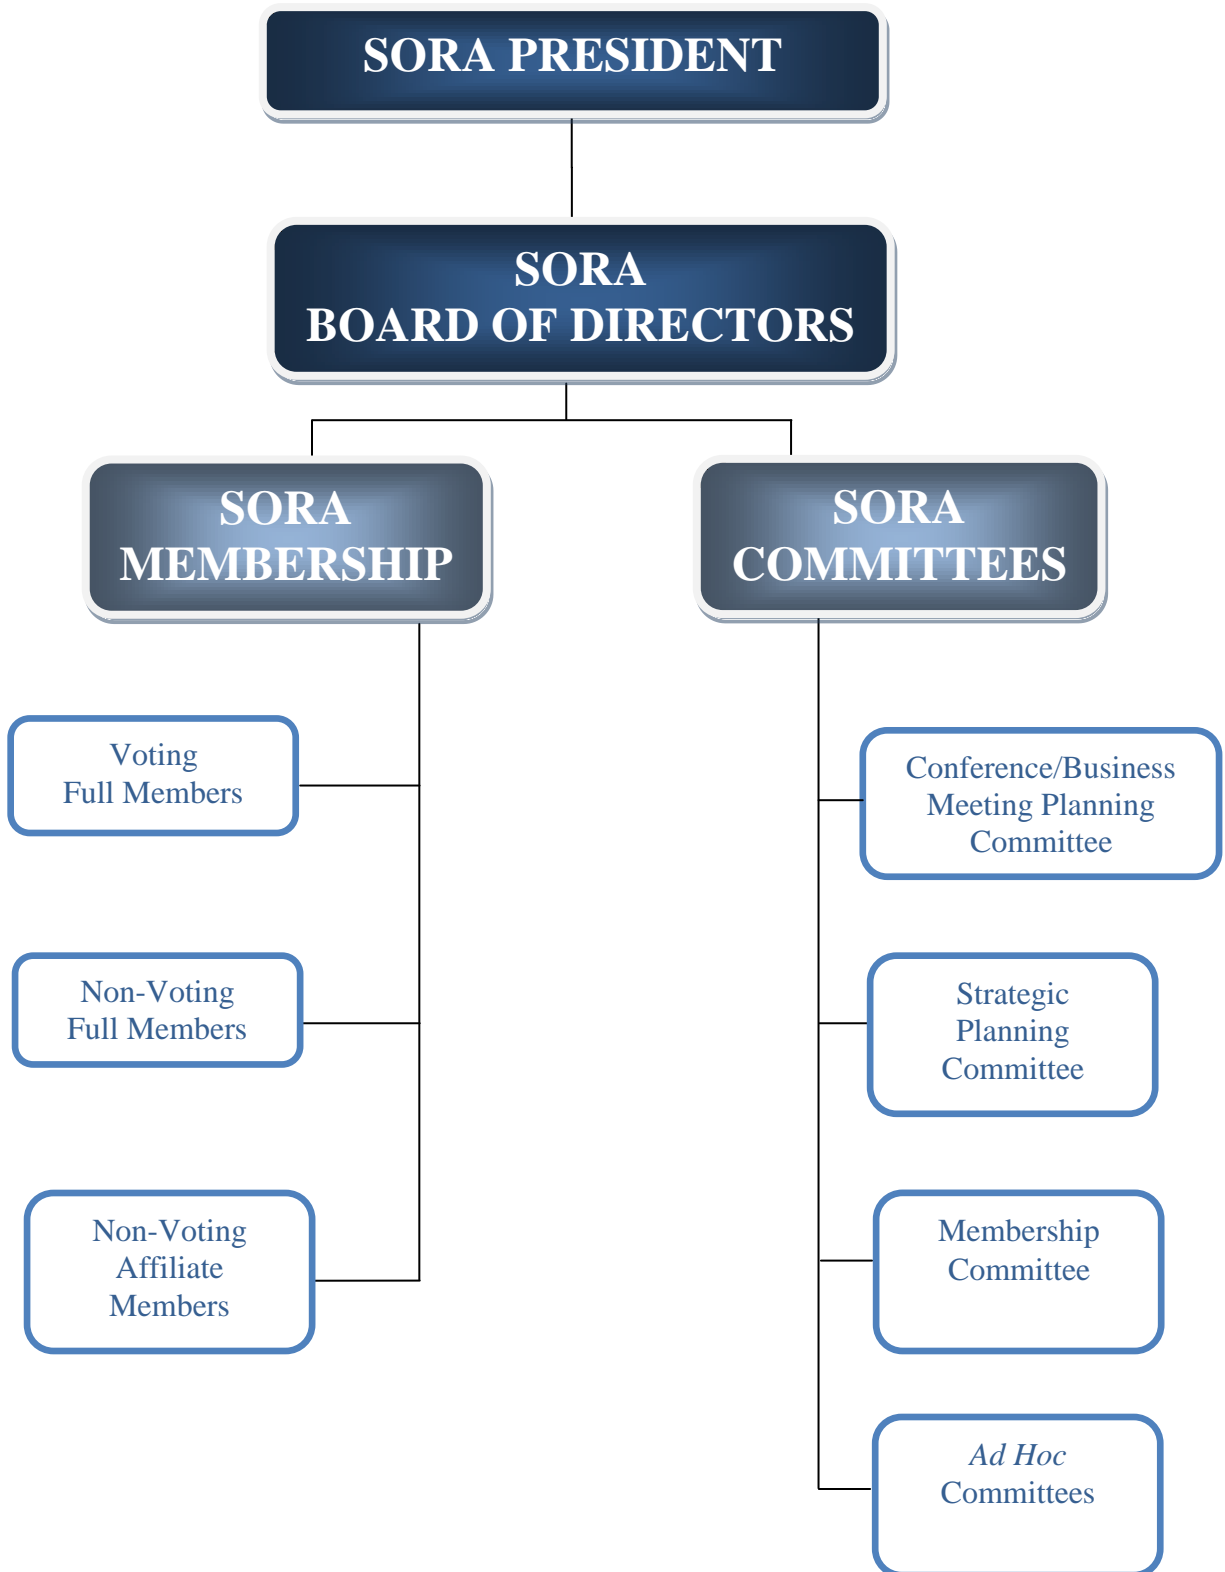 SORA PRESIDENT
SORA
BOARD OF DIRECTORS
SORA
MEMBERSHIP
SORA
COMMITTEES
Voting
Full Members
Non-Voting
Full Members
Non-Voting
Affiliate
Members
Conference/Business
Meeting Planning
Committee
Strategic
Planning
Committee
Membership
Committee
Ad Hoc
Committees